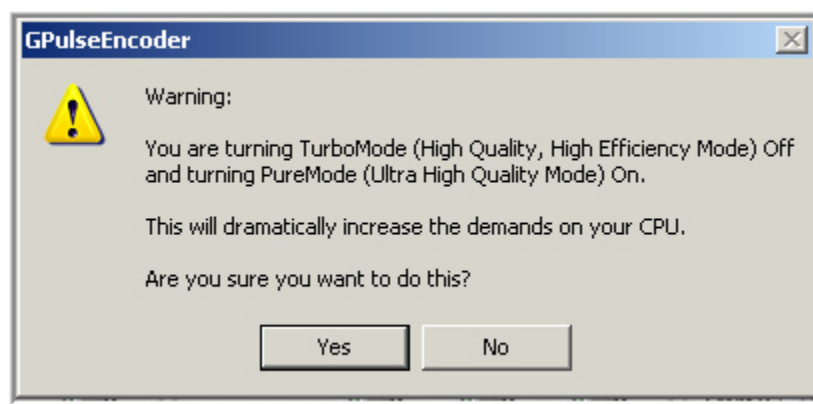 GPulseEncoder
Warning:
You are turning TurboMode (High Quality, High Efficiency Mode) Off
and turning PureMode (Ultra High Quality Mode) On.
This will dramatically increase the demands on your CPU.
Are you sure you want to do this?
Yes
No